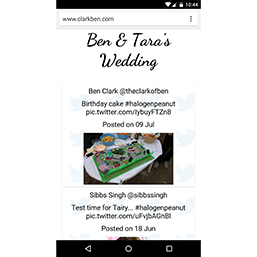 10:44
www.clarkben.com
Ben & Tara's
Wedding
Ben Clark @theclarkofben
Birthday cake #halogenpeanut
pic.twitter.com/IybuyFTZn8
Posted on 09 Jul
Sibbs Singh @sibbssingh
Test time for Tairy... #halogenpeanut
pic.twitter.com/uFvjbAGnBl
Posted on 18 Jun